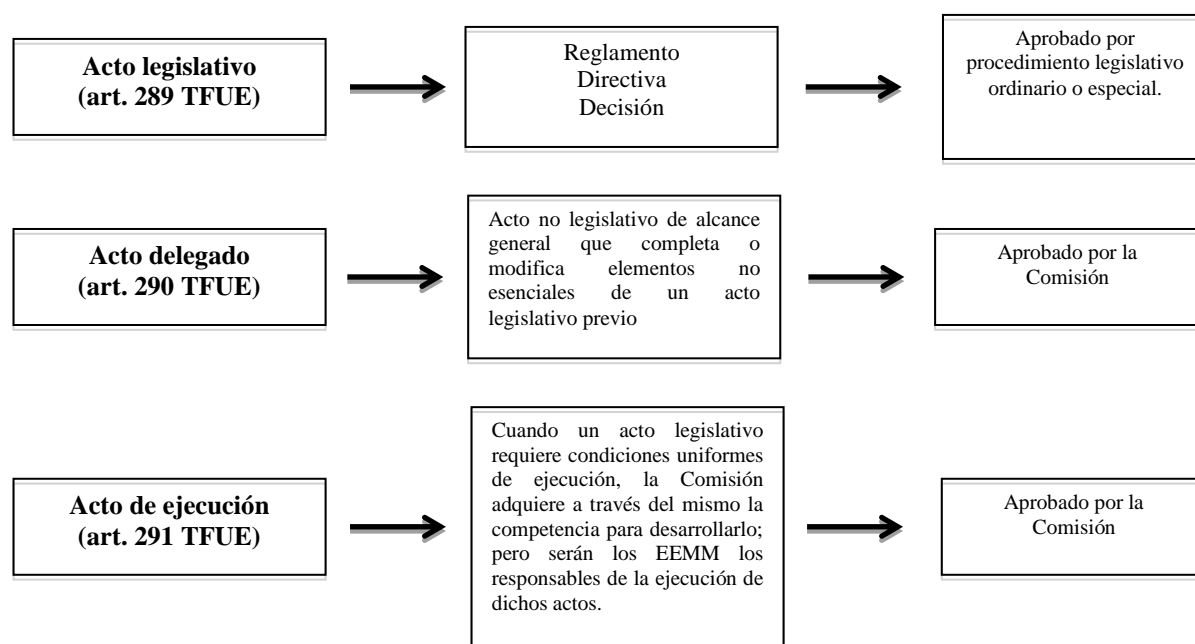 Acto legislativo
(art. 289 TFUE)
Reglamento
Directiva
Decisión
Aprobado por
procedimiento legislativo
ordinario o especial.
Acto delegado
(art. 290 TFUE)
Acto no legislativo de alcance
general que completa o
modifica elementos no
esenciales de un acto
legislativo previo
Aprobado por la
Comisión
Acto de ejecución
(art. 291 TFUE)
Cuando un acto legislativo
requiere condiciones uniformes
de ejecución, la Comisión
adquiere a través del mismo la
competencia para desarrollarlo;
pero serán los EEMM los
responsables de la ejecución de
dichos actos.
Aprobado por la
Comisión